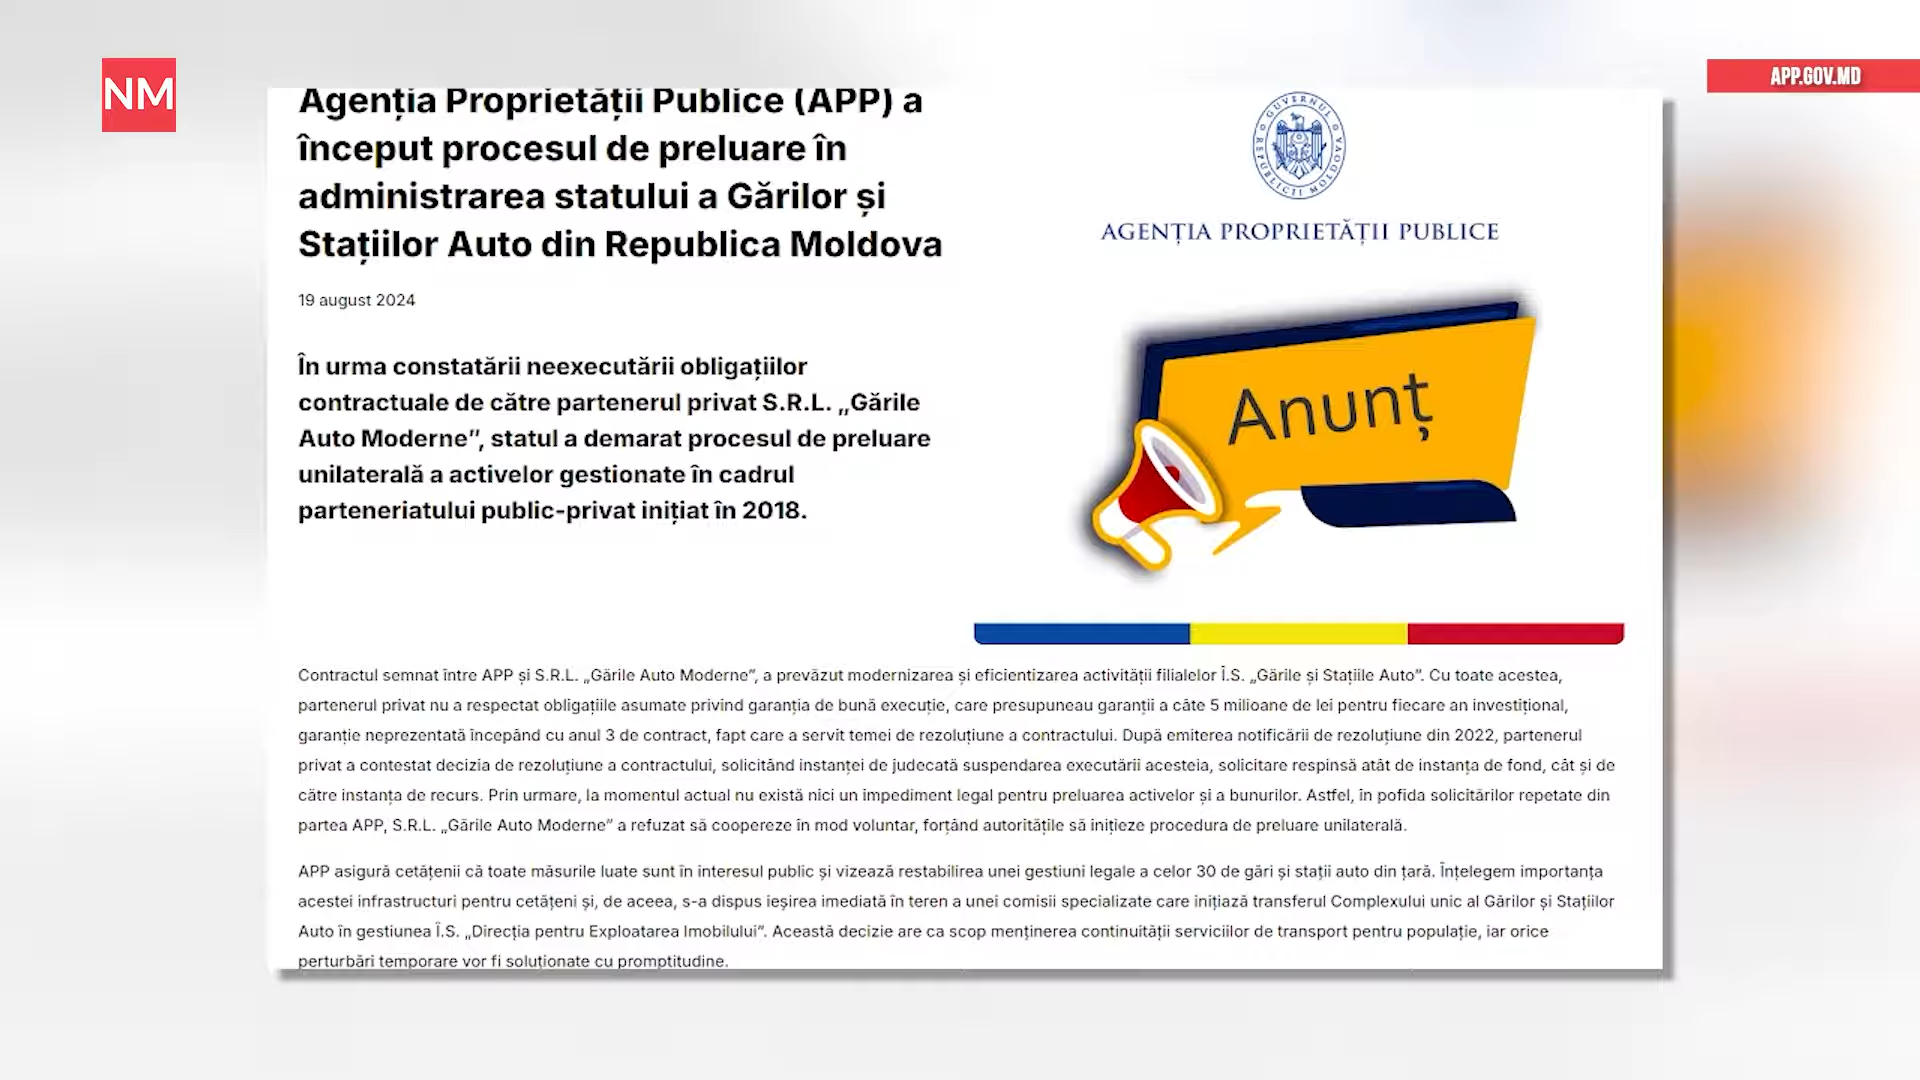 NM
APP.GOV.MD
Agenția Proprietății Publice (APP) a
început procesul de preluare în
administrarea statului a Gărilor și
Stațiilor Auto din Republica Moldova
19 august 2024
În urma constatării neexecutării obligațiilor
contractuale de către partenerul privat S.R.L. „Gările
Auto Moderne”, statul a demarat procesul de preluare
unilaterală a activelor gestionate în cadrul
parteneriatului public-privat inițiat în 2018.
GUVERNUL REPUBLICII MOLDOVA
AGENȚIA PROPRIETĂȚII PUBLICE
Anunț
Contractul semnat între APP și S.R.L. „Gările Auto Moderne”, a prevăzut modernizarea și eficientizarea activității filialelor Î.S. „Gările și Stațiile Auto”. Cu toate acestea,
partenerul privat nu a respectat obligațiile asumate privind garanția de bună execuție, care presupuneau garanții a câte 5 milioane de lei pentru fiecare an investițional,
garanție neprezentată începând cu anul 3 de contract, fapt care a servit temei de rezoluțiune a contractului. După emiterea notificării de rezoluțiune din 2022, partenerul
privat a contestat decizia de rezoluțiune a contractului, solicitând instanței de judecată suspendarea executării acesteia, solicitare respinsă atât de instanța de fond, cât și de
către instanța de recurs. Prin urmare, la momentul actual nu există nici un impediment legal pentru preluarea activelor și a bunurilor. Astfel, în pofida solicitărilor repetate din
partea APP, S.R.L. „Gările Auto Moderne” a refuzat să coopereze în mod voluntar, forțând autoritățile să inițieze procedura de preluare unilaterală.
APP asigură cetățenii că toate măsurile luate sunt în interesul public și vizează restabilirea unei gestiuni legale a celor 30 de gări și stații auto din țară. Înțelegem importanța
acestei infrastructuri pentru cetățeni și, de aceea, s-a dispus ieșirea imediată în teren a unei comisii specializate care inițiază transferul Complexului unic al Gărilor și Stațiilor
Auto în gestiunea Î.S. „Direcția pentru Exploatarea Imobilului”. Această decizie are ca scop menținerea continuității serviciilor de transport pentru populație, iar orice
perturbări temporare vor fi soluționate cu promptitudine.